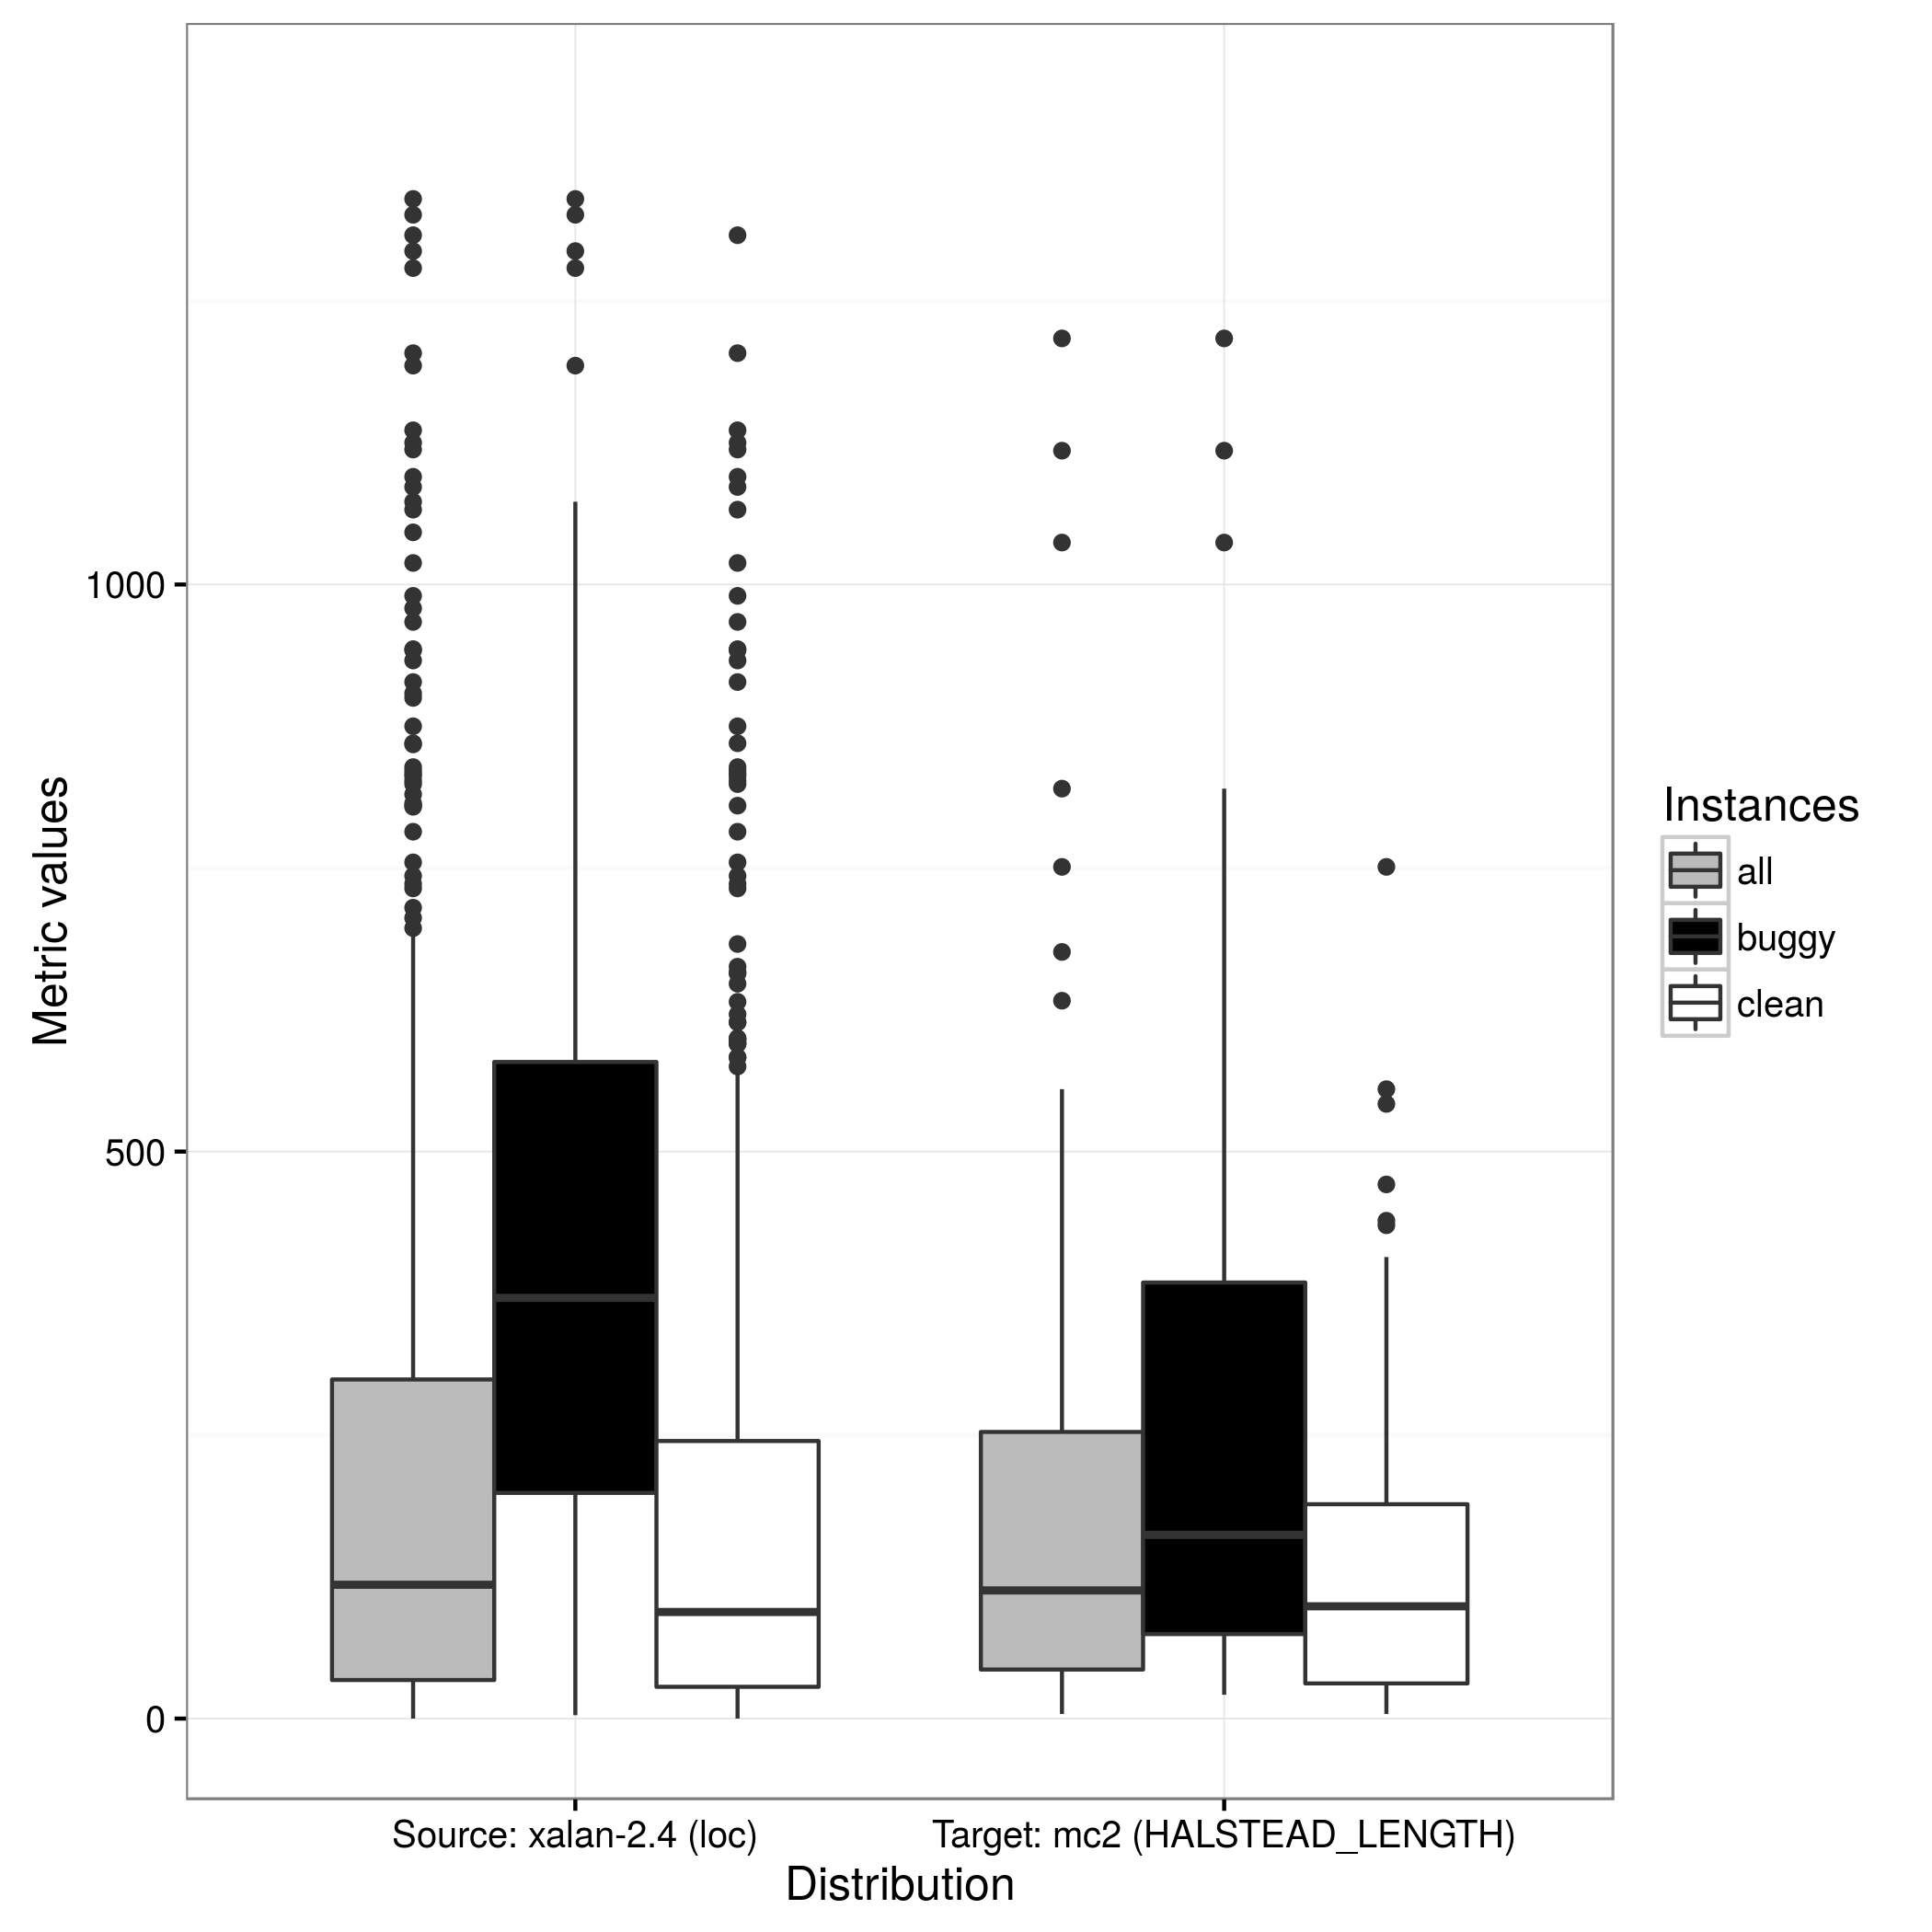 Metric values
1000
500
0
Source: xalan-2.4 (loc)
Target: mc2 (HALSTEAD_LENGTH)
Distribution
Instances
all
buggy
clean